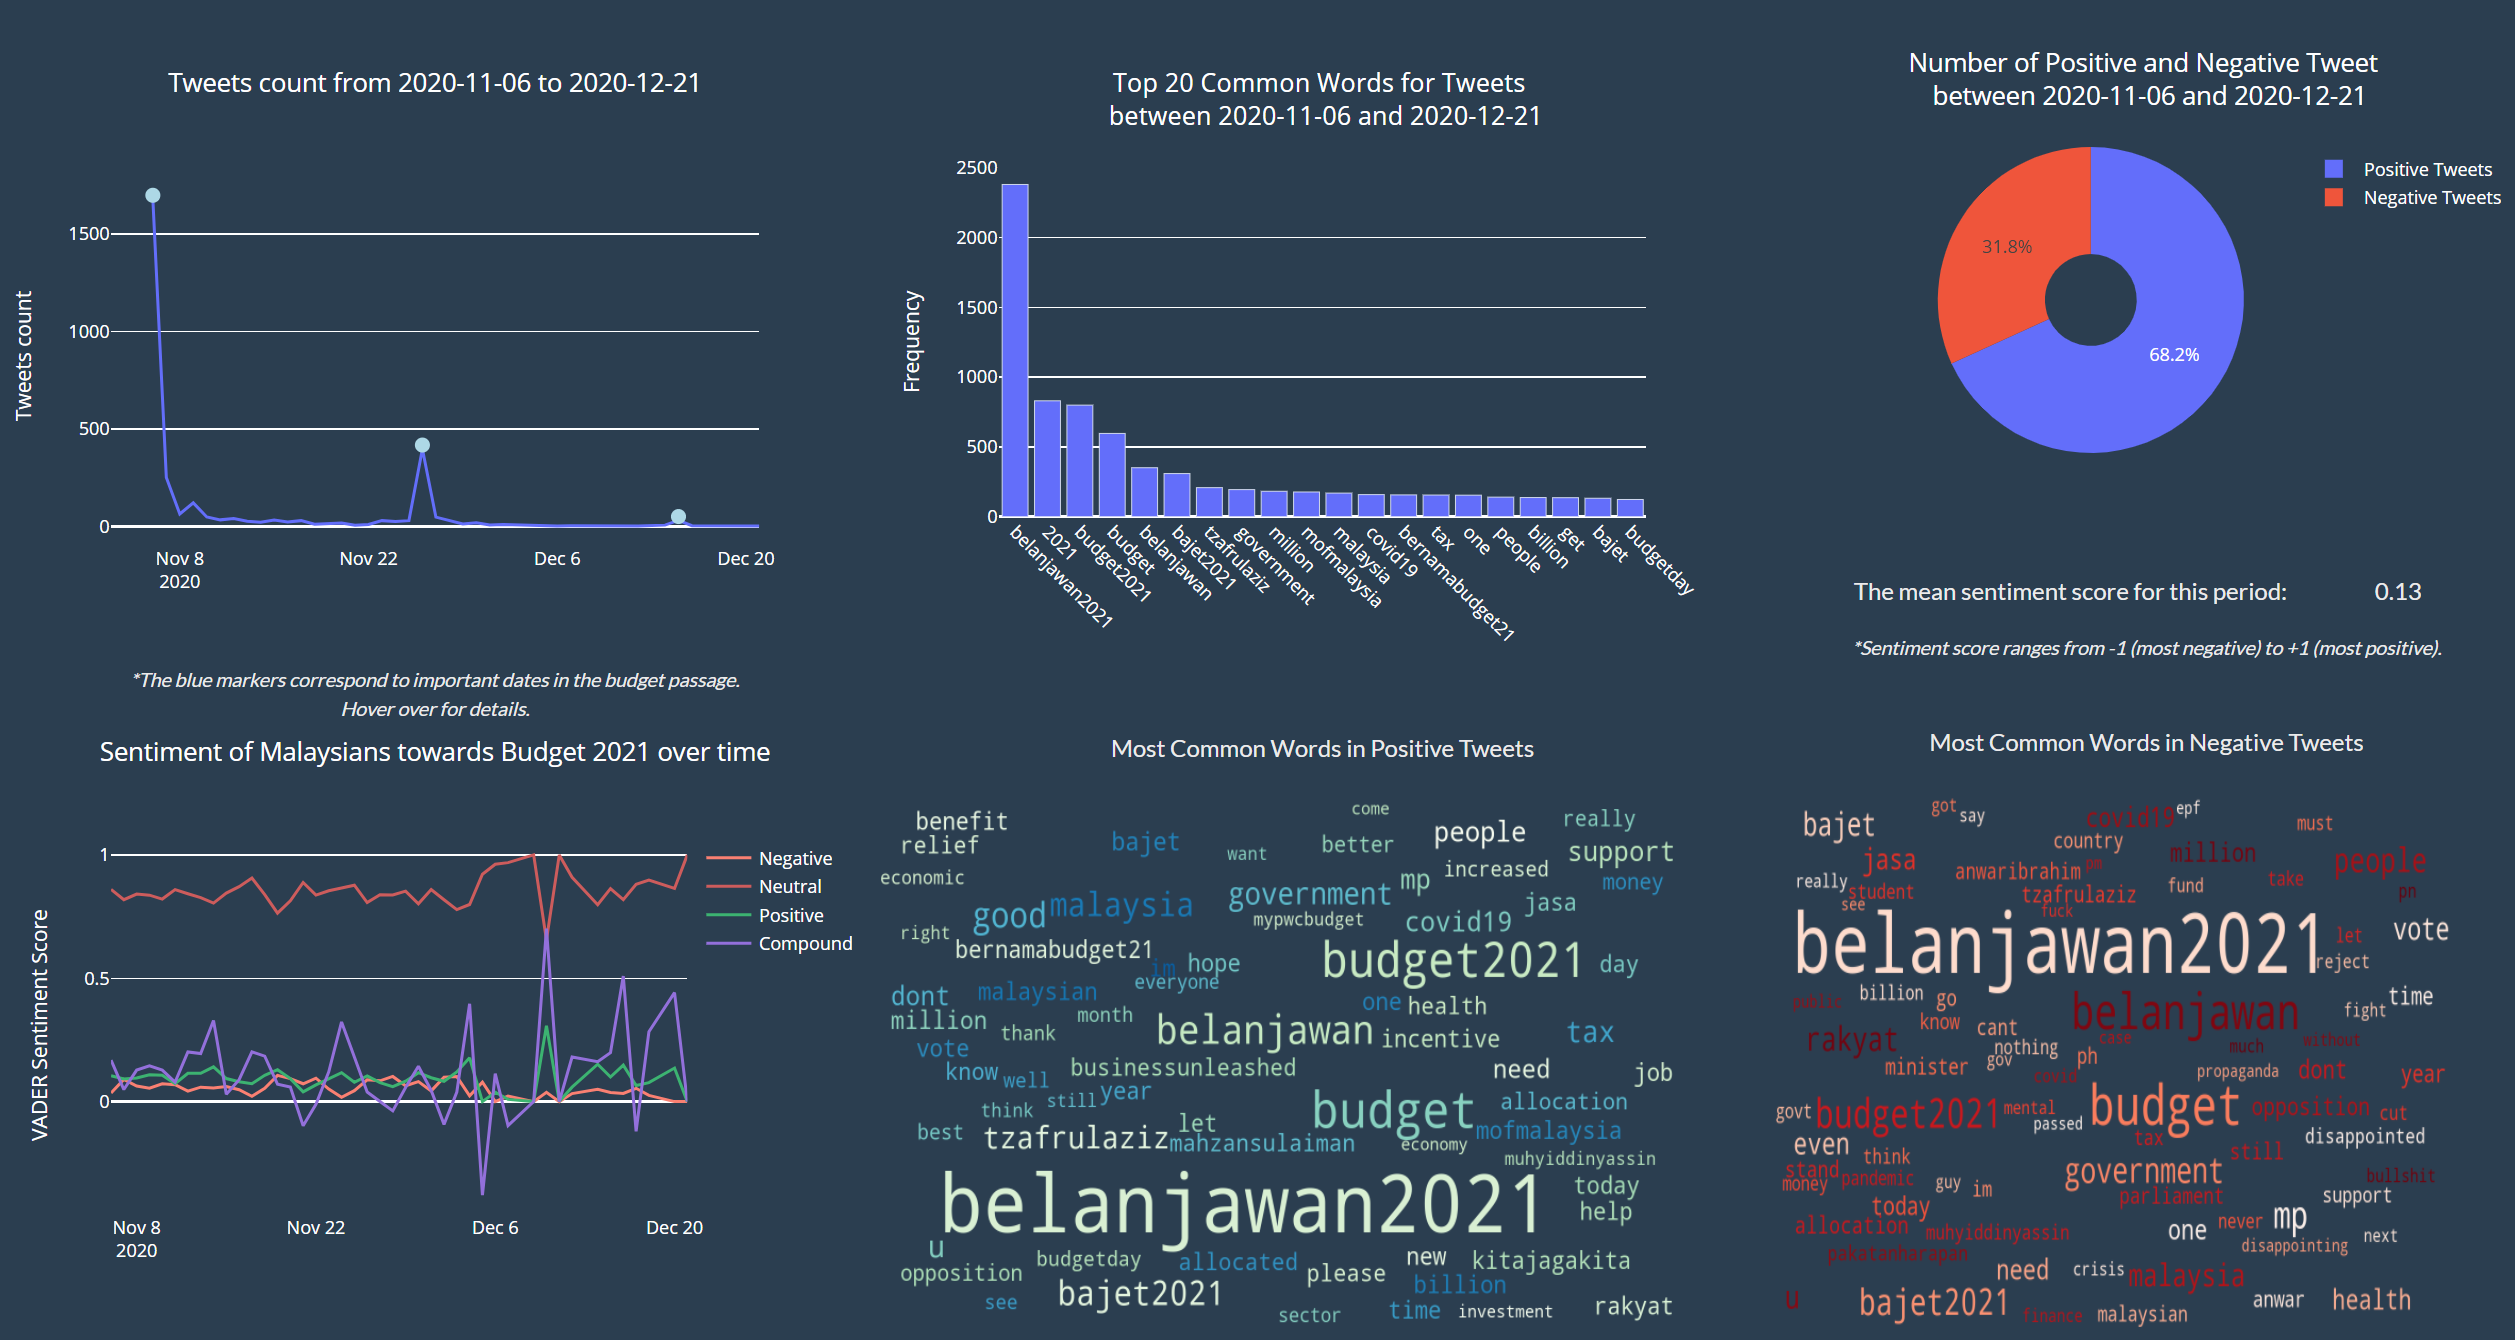 Tweets count from 2020-11-06 to 2020-12-21
Tweets count
1500
1000
500
0
Nov 8
2020
Nov 22
Dec 6
Dec 20
*The blue markers correspond to important dates in the budget passage.
Hover over for details.
Top 20 Common Words for Tweets
between 2020-11-06 and 2020-12-21
Frequency
2500
2000
1500
1000
500
0
belanjawan2021
2021
budget2021
budget
belanjawan
bajet2021
tzafrulaziz
government
million
mofmalaysia
malaysia
covid19
bernamabudget21
tax
one
people
billion
get
bajet
budgetday
Number of Positive and Negative Tweet
between 2020-11-06 and 2020-12-21
Positive Tweets
Negative Tweets
31.8%
68.2%
The mean sentiment score for this period: 0.13
*Sentiment score ranges from -1 (most negative) to +1 (most positive).
Sentiment of Malaysians towards Budget 2021 over time
VADER Sentiment Score
1
0.5
0
Nov 8
2020
Nov 22
Dec 6
Dec 20
Negative
Neutral
Positive
Compound
Most Common Words in Positive Tweets
come
benefit
really
people
relief
bajet
better
want
support
increased
economic
mp
money
government
malaysia
jasa
good
mypwcbudget
covid19
right
bernamabudget21
im
hope
budget2021
day
everyone
dont
malaysian
one
health
million
month
thank
belanjawan
incentive
tax
vote
businessunleashed
know
well
need
job
year
still
think
allocation
budget
let
best
tzafrulaziz
mahzansulaiman
economy
mofmalaysia
muhyiddinyassin
belanjawan2021
today
help
u
budgetday
allocated
new
kitajagakita
opposition
please
billion
see
bajet2021
sector
time
investment
rakyat
Most Common Words in Negative Tweets
got
say
covid19
epf
bajet
must
country
million
jasa
people
anwaribrahim
pm
really
student
tzafrulaziz
fund
take
pn
see
fuck
belanjawan2021
let
vote
reject
public
billion
go
belanjawan
time
fight
know
cant
rakyat
nothing
case
much
without
minister
gov
ph
covid
propaganda
dont
year
govt
budget2021
mental
budget
opposition
cut
passed
even
tax
disappointed
think
still
stand
government
money
pandemic
guy
im
bullshit
parliament
support
today
allocation
muhyiddinyassin
one
never
mp
next
pakatanharapan
disappointing
need
crisis
malaysia
u
bajet2021
finance
malaysian
anwar
health